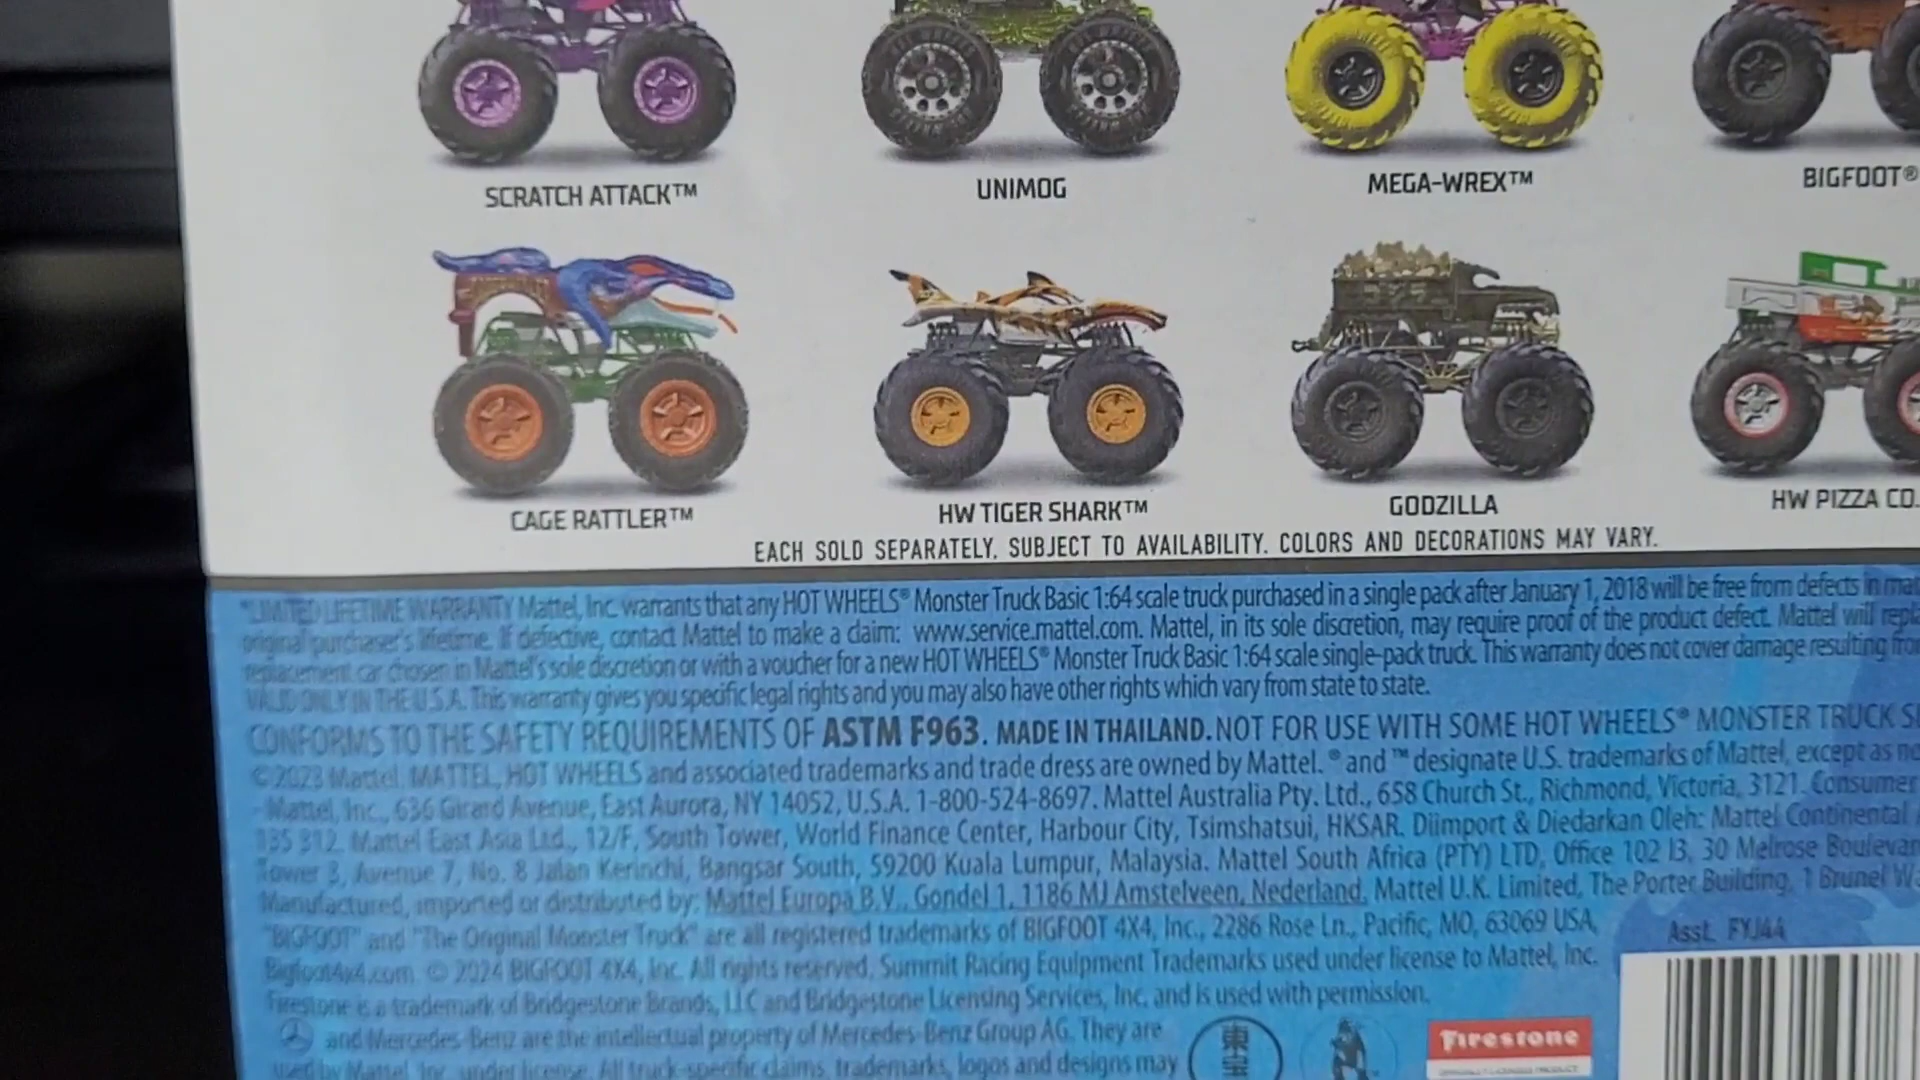 SCRATCH ATTACK™ UNIMOG MEGA-WREX™ BIGFOOT®
CAGE RATTLER™ HW TIGER SHARK™ GODZILLA HW PIZZA CO.
EACH SOLD SEPARATELY. SUBJECT TO AVAILABILITY. COLORS AND DECORATIONS MAY VARY.
*LIMITED LIFETIME WARRANTY Mattel, Inc. warrants that any HOT WHEELS® Monster Truck Basic 1:64 scale truck purchased in a single pack after January 1, 2018 will be free from defects in
original purchaser's lifetime. If defective, contact Mattel to make a claim: www.service.mattel.com. Mattel, in its sole discretion, may require proof of the product defect. Mattel will
replacement car chosen in Mattel's sole discretion or with a voucher for a new HOT WHEELS® Monster Truck Basic 1:64 scale single-pack truck. This warranty does not cover damage resulting
VALID ONLY IN THE U.S.A. This warranty gives you specific legal rights and you may also have other rights which vary from state to state.
CONFORMS TO THE SAFETY REQUIREMENTS OF ASTM F963. MADE IN THAILAND. NOT FOR USE WITH SOME HOT WHEELS® MONSTER TRUCK
©2023 Mattel. MATTEL, HOT WHEELS and associated trademarks and trade dress are owned by Mattel. ® and ™ designate U.S. trademarks of Mattel, except as
Mattel, Inc., 636 Girard Avenue, East Aurora, NY 14052, U.S.A. 1-800-524-8697. Mattel Australia Pty. Ltd., 658 Church St., Richmond, Victoria, 3121. Consumer
135 312. Mattel East Asia Ltd., 12/F, South Tower, World Finance Center, Harbour City, Tsimshatsui, HKSAR. Diimport & Diedarkan Oleh: Mattel Continental
Tower 3, Avenue 7, No. 8 Jalan Kerinchi, Bangsar South, 59200 Kuala Lumpur, Malaysia. Mattel South Africa (PTY) LTD, Office 102 I3, 30 Melrose
Manufactured, imported or distributed by: Mattel Europa B.V., Gondel 1, 1186 MJ Amstelveen, Nederland. Mattel U.K. Limited, The Porter Building, 1 Brunel
"BIGFOOT" and "The Original Monster Truck" are all registered trademarks of BIGFOOT 4X4, Inc., 2286 Rose Ln., Pacific, MO, 63069 USA,
Bigfoot4x4.com. © 2024 BIGFOOT 4X4, Inc. All rights reserved. Summit Racing Equipment Trademarks used under license to Mattel, Inc.
Firestone is a trademark of Bridgestone Brands, LLC and Bridgestone Licensing Services, Inc. and is used with permission.
and Mercedes-Benz are the intellectual property of Mercedes-Benz Group AG. They are
used by Mattel, Inc. under license. All truck-specific claims, trademarks, logos and designs may
Asst. FYJ44
東宝
Firestone